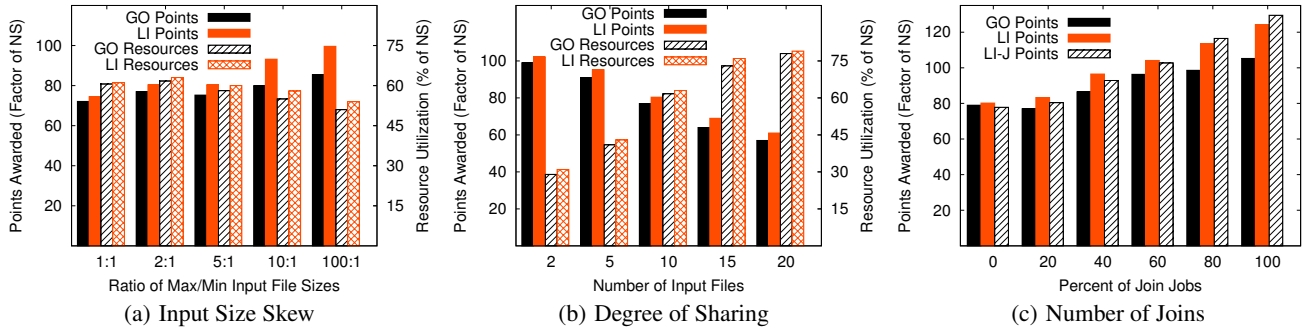 GO Points
LI Points
GO Resources
LI Resources
Points Awarded (Factor of NS)
100
80
60
40
20
Resource Utilization (% of NS)
75
60
45
30
15
1:1 2:1 5:1 10:1 100:1
Ratio of Max/Min Input File Sizes
(a) Input Size Skew
GO Points
LI Points
GO Resources
LI Resources
Points Awarded (Factor of NS)
100
80
60
40
20
Resource Utilization (% of NS)
75
60
45
30
15
2 5 10 15 20
Number of Input Files
(b) Degree of Sharing
GO Points
LI Points
LI-J Points
Points Awarded (Factor of NS)
120
100
80
60
40
20
0 20 40 60 80 100
Percent of Join Jobs
(c) Number of Joins